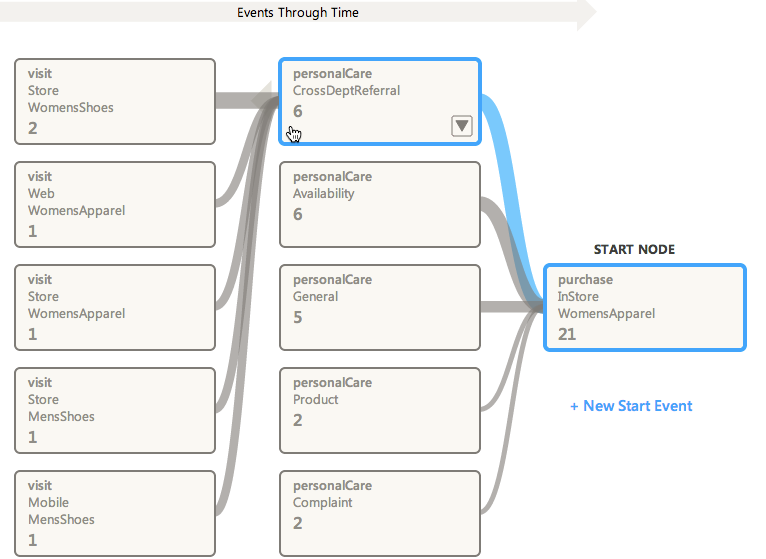 Events Through Time
visit
Store
WomensShoes
2
visit
Web
WomensApparel
1
visit
Store
WomensApparel
1
visit
Store
MensShoes
1
visit
Mobile
MensShoes
1
personalCare
CrossDeptReferral
6
personalCare
Availability
6
personalCare
General
5
personalCare
Product
2
personalCare
Complaint
2
START NODE
purchase
InStore
WomensApparel
21
+ New Start Event